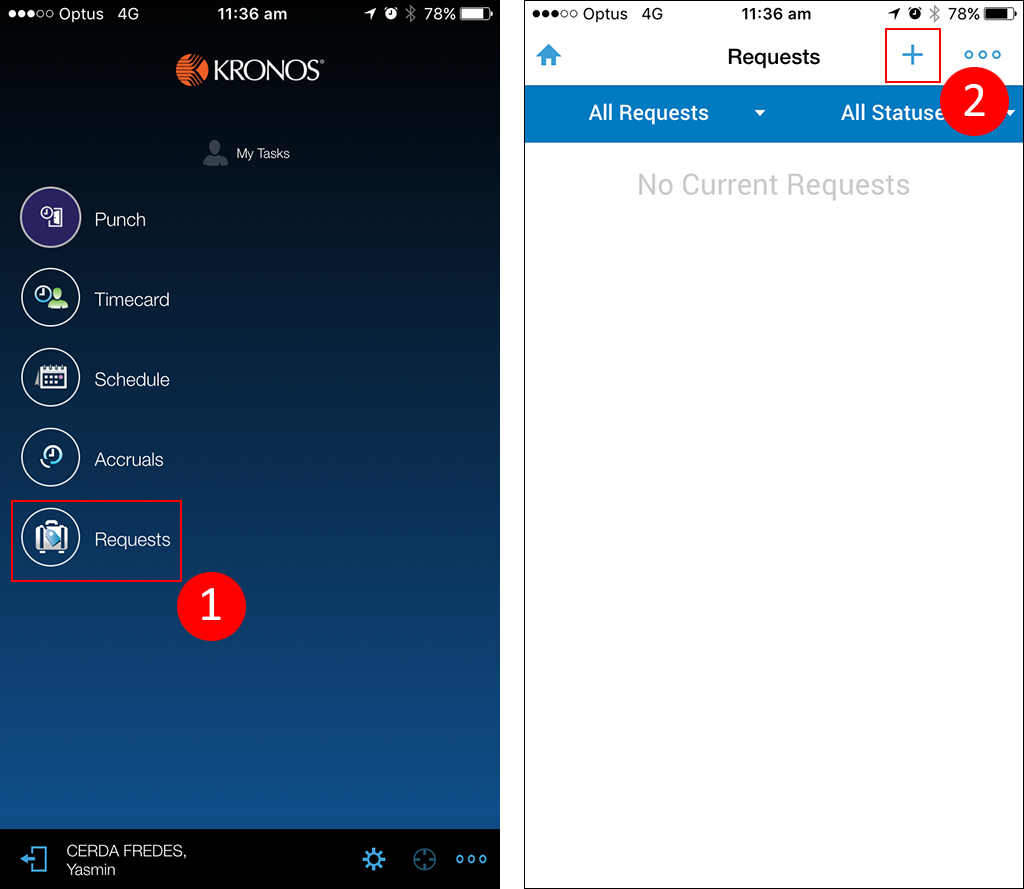 Optus 4G 11:36 am 78%
KRONOS®
My Tasks
Punch
Timecard
Schedule
Accruals
Requests
1
CERDA FREDES,
Yasmin
Optus 4G 11:36 am 78%
Requests
2
All Requests All Statuse
No Current Requests